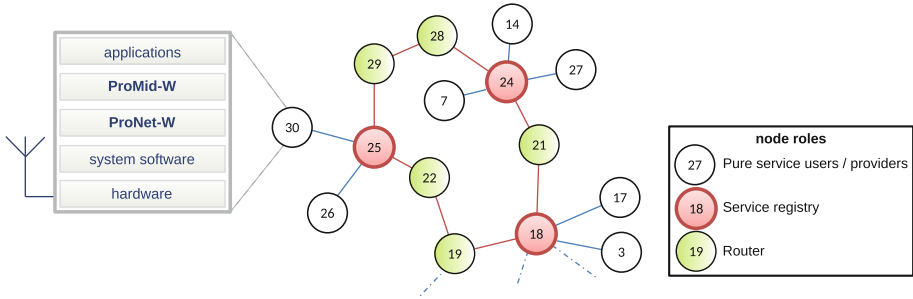 applications
ProMid-W
ProNet-W
system software
hardware
30
29
28
25
26
22
19
14
24
27
7
21
18
17
3
node roles
27 Pure service users / providers
18 Service registry
19 Router